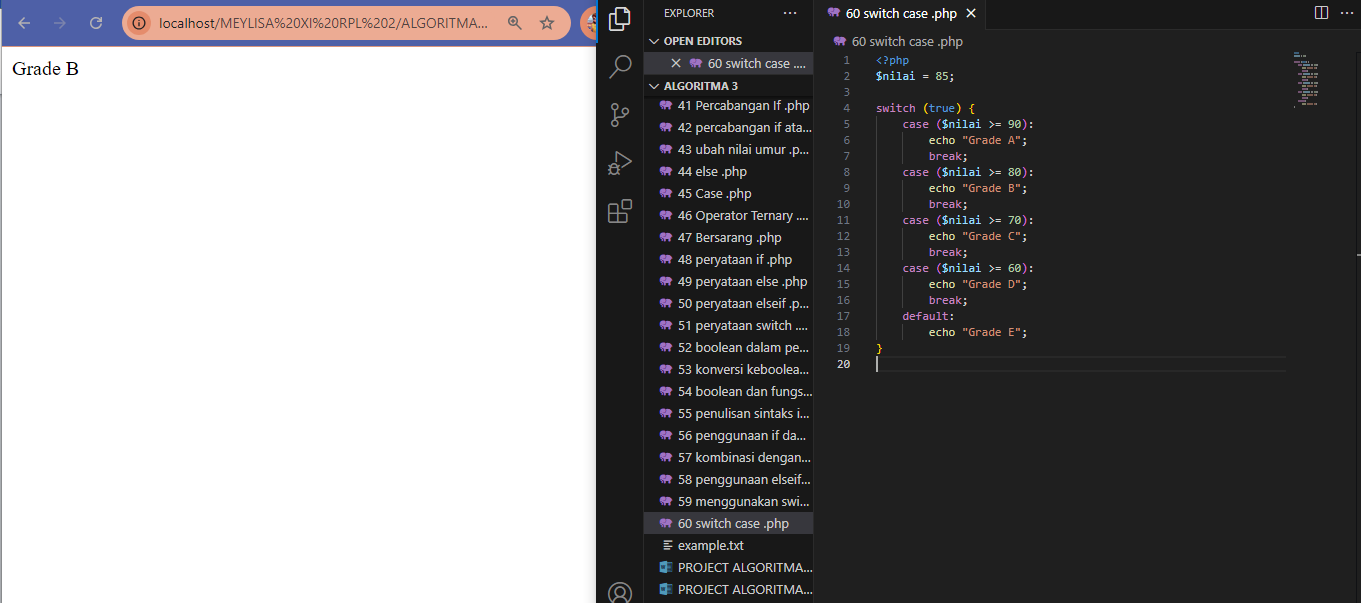 localhost/MEYLISA%20XI%20RPL%202/ALGORITMA...
Grade B
EXPLORER
OPEN EDITORS
60 switch case ....
ALGORITMA 3
41 Percabangan If .php
42 percabangan if ata...
43 ubah nilai umur .p...
44 else .php
45 Case .php
46 Operator Ternary ....
47 Bersarang .php
48 peryataan if .php
49 peryataan else .php
50 peryataan elseif .p...
51 peryataan switch ....
52 boolean dalam pe...
53 konversi keboolea...
54 boolean dan fungs...
55 penulisan sintaks i...
56 penggunaan if da...
57 kombinasi dengan...
58 penggunaan elseif...
59 menggunakan swi...
60 switch case .php
example.txt
PROJECT ALGORITMA...
PROJECT ALGORITMA...
60 switch case .php
60 switch case .php
1 <?php
2 $nilai = 85;
3
4 switch (true) {
5 case ($nilai >= 90):
6 echo "Grade A";
7 break;
8 case ($nilai >= 80):
9 echo "Grade B";
10 break;
11 case ($nilai >= 70):
12 echo "Grade C";
13 break;
14 case ($nilai >= 60):
15 echo "Grade D";
16 break;
17 default:
18 echo "Grade E";
19 }
20